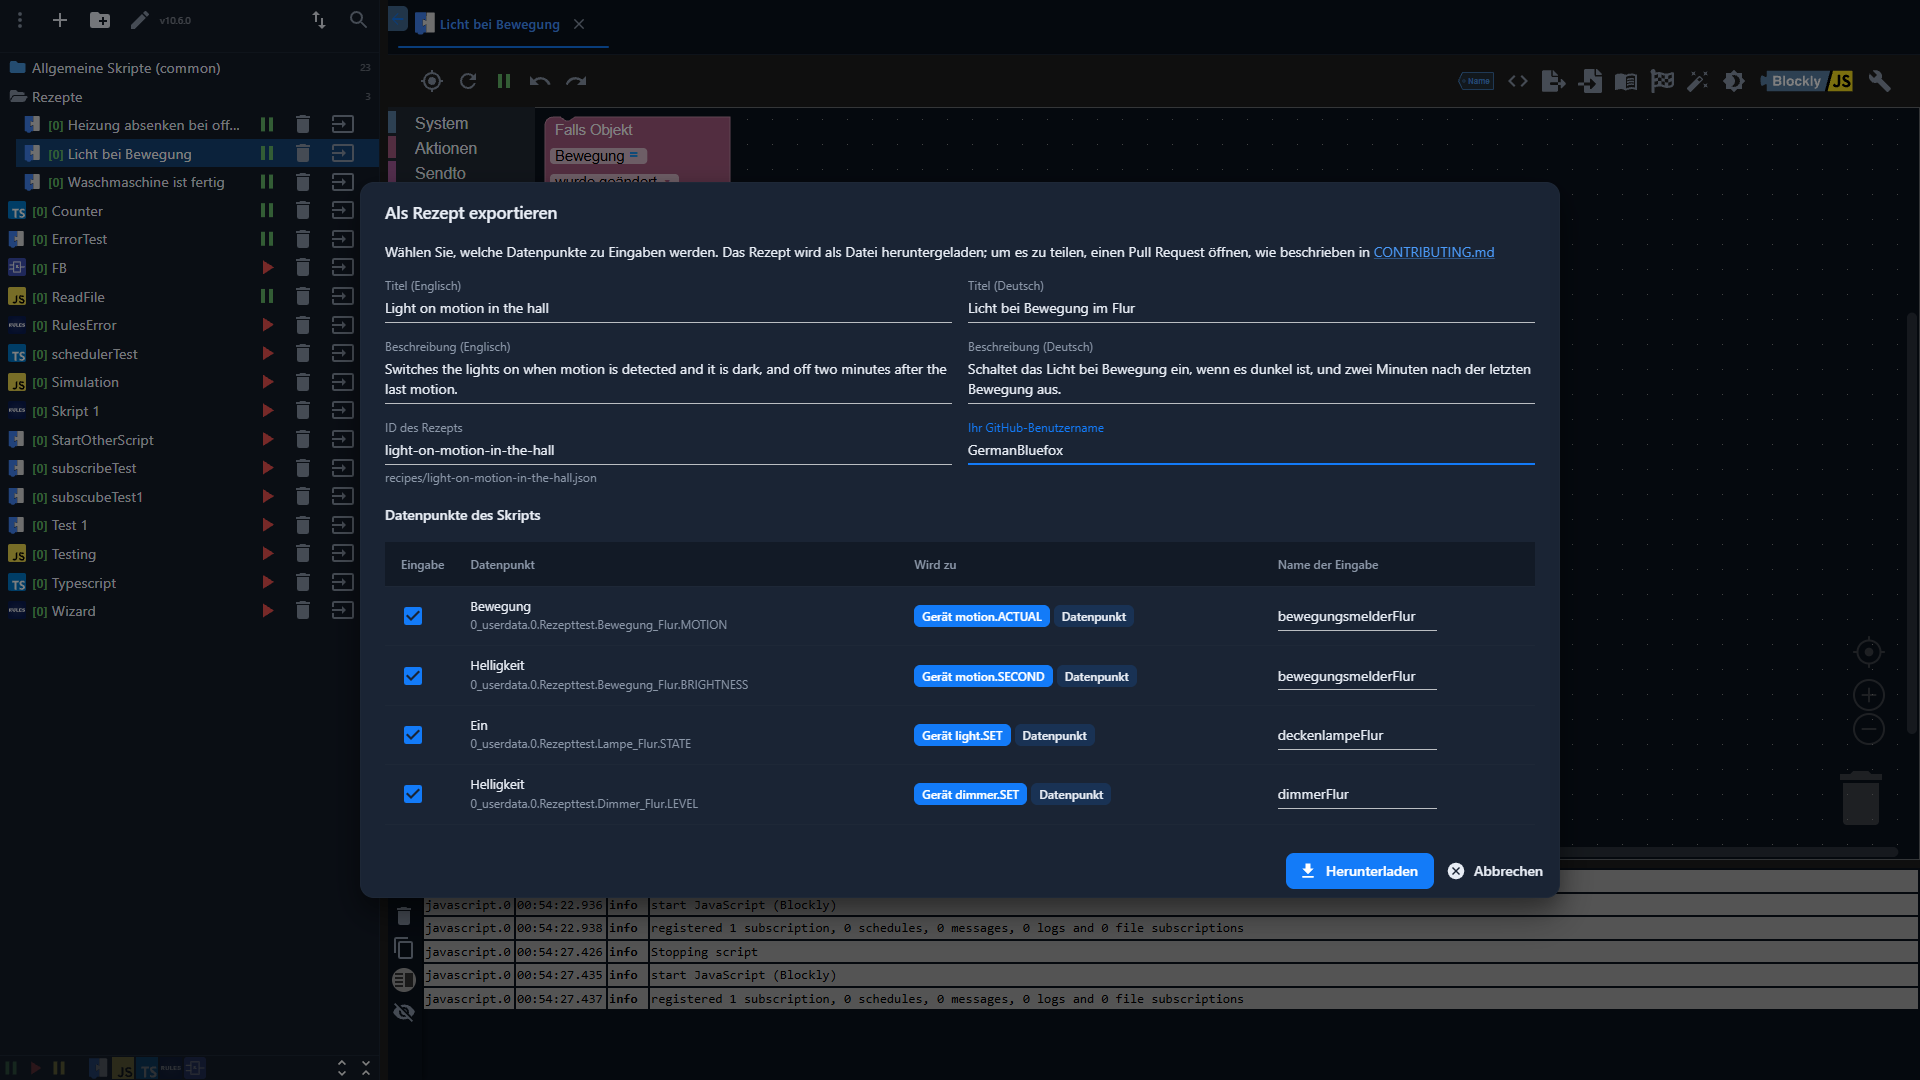 v10.6.0
Licht bei Bewegung
Allgemeine Skripte (common) 23
Rezepte 3
[0] Heizung absenken bei off...
[0] Licht bei Bewegung
[0] Waschmaschine ist fertig
TS [0] Counter
[0] ErrorTest
[0] FB
JS [0] ReadFile
RULES [0] RulesError
TS [0] schedulerTest
JS [0] Simulation
RULES [0] Skript 1
[0] StartOtherScript
[0] subscribeTest
[0] subscubeTest1
[0] Test 1
JS [0] Testing
TS [0] Typescript
RULES [0] Wizard
JS TS RULES
Name
Blockly JS
System
Aktionen
Sendto
Falls Objekt
Bewegung =
wurde geändert
Als Rezept exportieren
Wählen Sie, welche Datenpunkte zu Eingaben werden. Das Rezept wird als Datei heruntergeladen; um es zu teilen, einen Pull Request öffnen, wie beschrieben in CONTRIBUTING.md
Titel (Englisch)
Light on motion in the hall
Titel (Deutsch)
Licht bei Bewegung im Flur
Beschreibung (Englisch)
Switches the lights on when motion is detected and it is dark, and off two minutes after the
last motion.
Beschreibung (Deutsch)
Schaltet das Licht bei Bewegung ein, wenn es dunkel ist, und zwei Minuten nach der letzten
Bewegung aus.
ID des Rezepts
light-on-motion-in-the-hall
recipes/light-on-motion-in-the-hall.json
Ihr GitHub-Benutzername
GermanBluefox
Datenpunkte des Skripts
Eingabe Datenpunkt Wird zu Name der Eingabe
Bewegung
0_userdata.0.Rezepttest.Bewegung_Flur.MOTION
Gerät motion.ACTUAL Datenpunkt bewegungsmelderFlur
Helligkeit
0_userdata.0.Rezepttest.Bewegung_Flur.BRIGHTNESS
Gerät motion.SECOND Datenpunkt bewegungsmelderFlur
Ein
0_userdata.0.Rezepttest.Lampe_Flur.STATE
Gerät light.SET Datenpunkt deckenlampeFlur
Helligkeit
0_userdata.0.Rezepttest.Dimmer_Flur.LEVEL
Gerät dimmer.SET Datenpunkt dimmerFlur
Herunterladen Abbrechen
javascript.0 00:54:22.936 info start JavaScript (Blockly)
javascript.0 00:54:22.938 info registered 1 subscription, 0 schedules, 0 messages, 0 logs and 0 file subscriptions
javascript.0 00:54:27.426 info Stopping script
javascript.0 00:54:27.435 info start JavaScript (Blockly)
javascript.0 00:54:27.437 info registered 1 subscription, 0 schedules, 0 messages, 0 logs and 0 file subscriptions